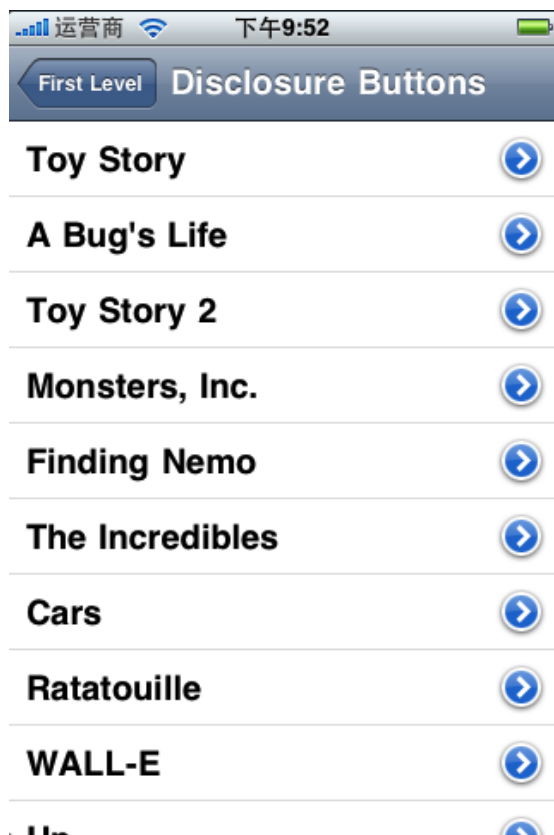 运营商 下午9:52
First Level Disclosure Buttons
Toy Story
A Bug's Life
Toy Story 2
Monsters, Inc.
Finding Nemo
The Incredibles
Cars
Ratatouille
WALL-E
Up